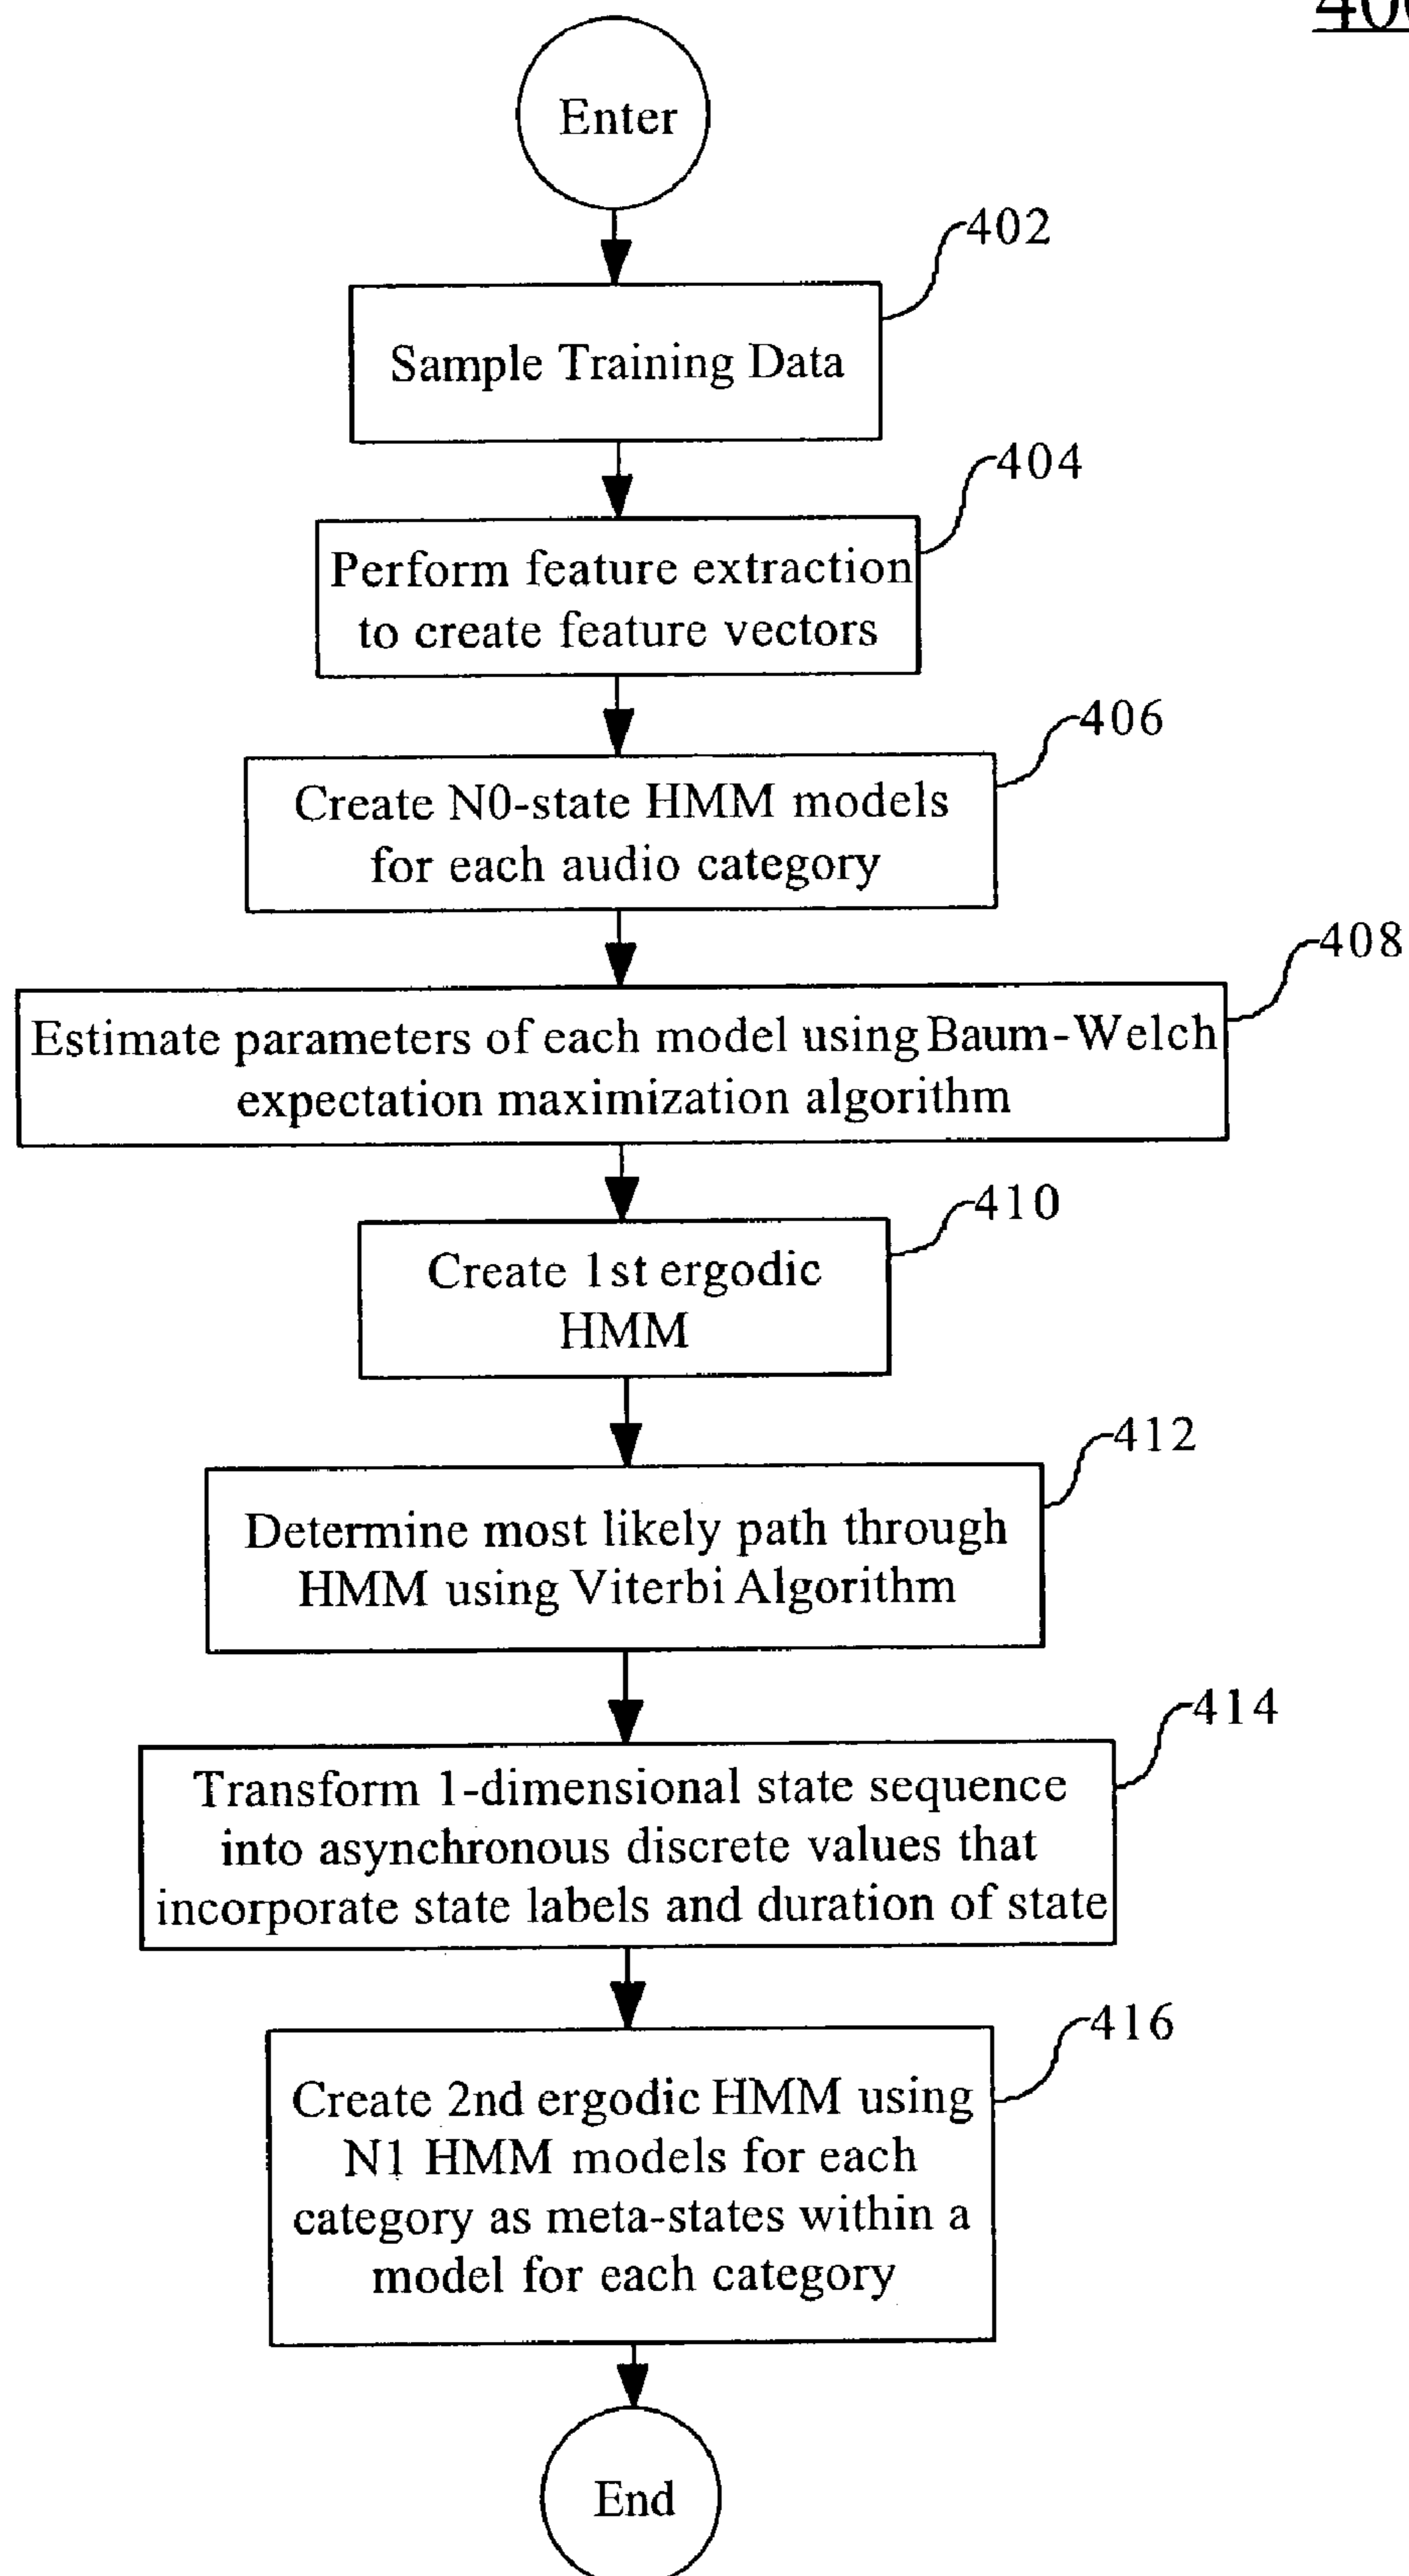 Enter
402
Sample Training Data
404
Perform feature extraction
to create feature vectors
406
Create N0-state HMM models
for each audio category
408
Estimate parameters of each model using Baum-Welch
expectation maximization algorithm
410
Create 1st ergodic
HMM
412
Determine most likely path through
HMM using Viterbi Algorithm
414
Transform 1-dimensional state sequence
into asynchronous discrete values that
incorporate state labels and duration of state
416
Create 2nd ergodic HMM using
N1 HMM models for each
category as meta-states within a
model for each category
End